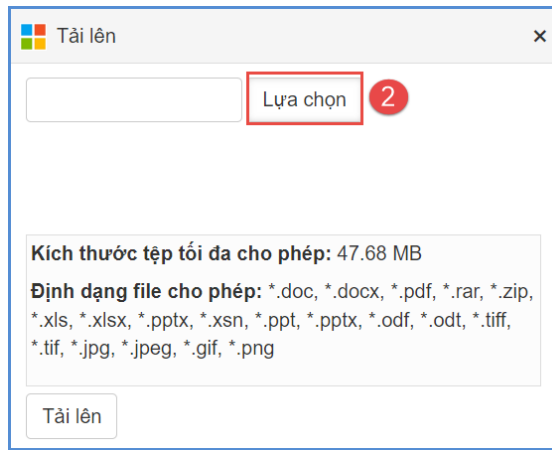 Tải lên ×
Lựa chọn 2
Kích thước tệp tối đa cho phép: 47.68 MB
Định dạng file cho phép: *.doc, *.docx, *.pdf, *.rar, *.zip,
*.xls, *.xlsx, *.pptx, *.xsn, *.ppt, *.pptx, *.odf, *.odt, *.tiff,
*.tif, *.jpg, *.jpeg, *.gif, *.png
Tải lên